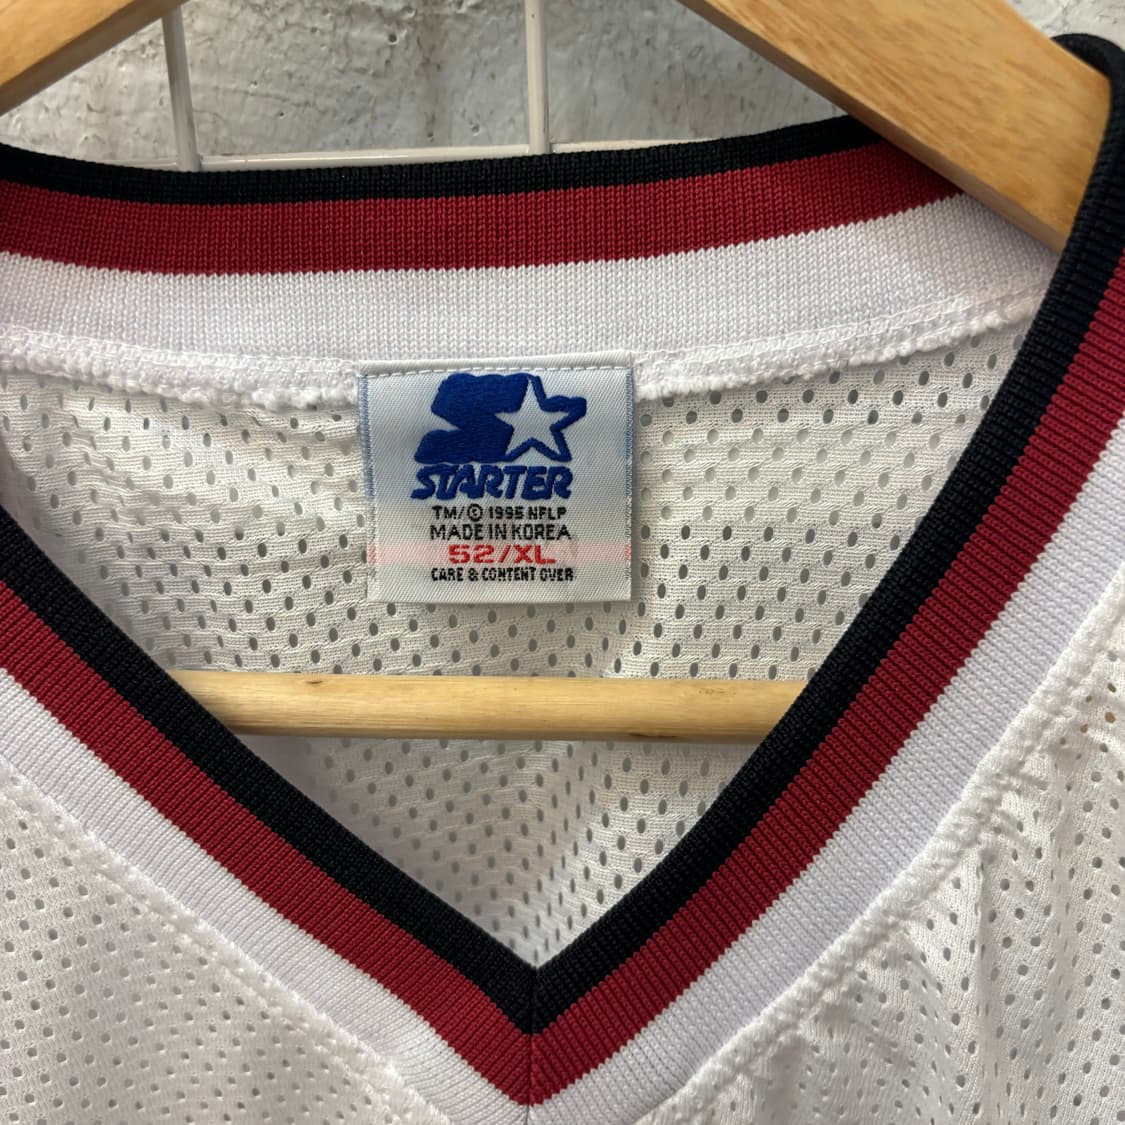 STARTER
TM/© 1995 NFLP
MADE IN KOREA
52/XL
CARE & CONTENT OVER